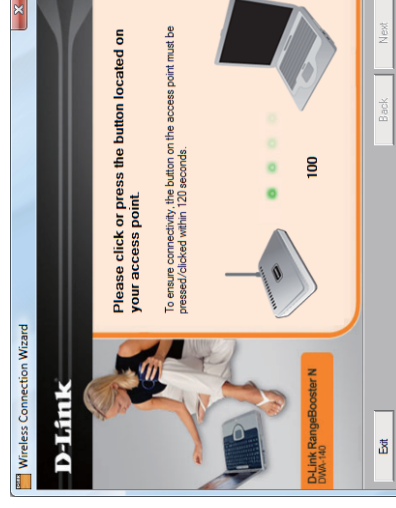 Wireless Connection Wizard
D-Link
Please click or press the button located on
your access point.
To ensure connectivity, the button on the access point must be
pressed/clicked within 120 seconds.
100
D-Link RangeBooster N
DWA-140
Exit
Back
Next